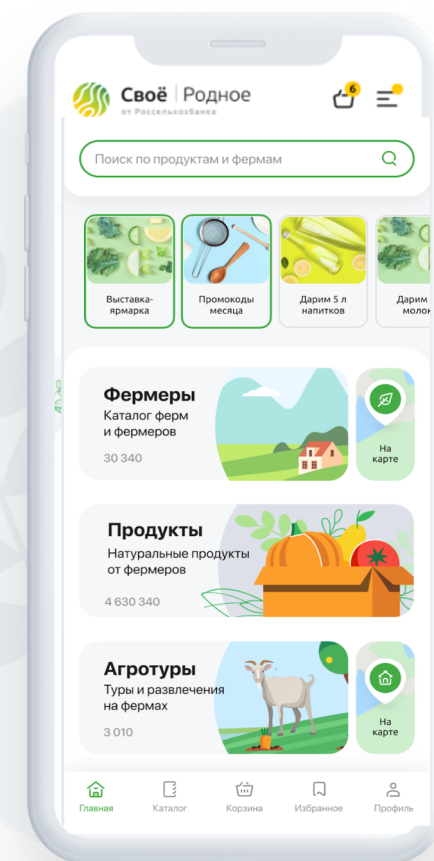 Своё | Родное
от Россельхозбанка
6
Поиск по продуктам и фермам
Выставка-
ярмарка
Промокоды
месяца
Дарим 5 л
напитков
Дарим
молок
Фермеры
Каталог ферм
и фермеров
30 340
На
карте
Продукты
Натуральные продукты
от фермеров
4 630 340
Агротуры
Туры и развлечения
на фермах
3 010
На
карте
Главная
Каталог
Корзина
Избранное
Профиль